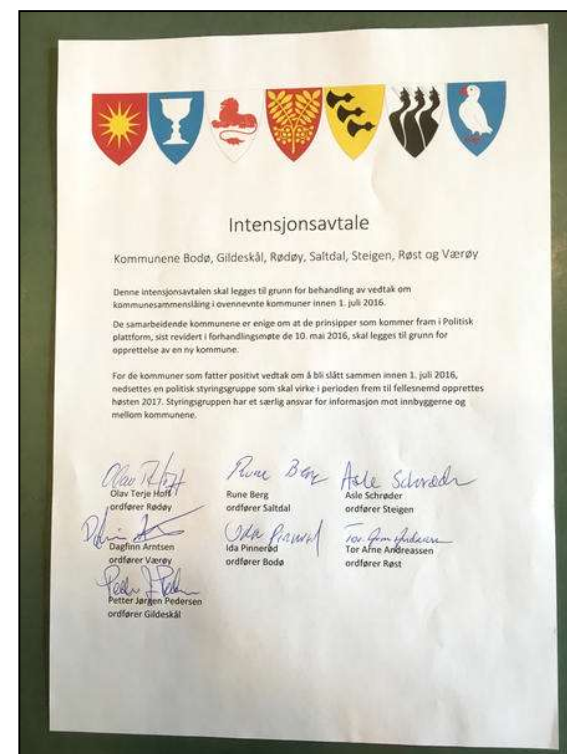 Intensjonsavtale
Kommunene Bodø, Gildeskål, Rødøy, Saltdal, Steigen, Røst og Værøy
Denne intensjonsavtalen skal legges til grunn for behandling av vedtak om
kommunesammenslåing i ovennevnte kommuner innen 1. juli 2016.
De samarbeidende kommunene er enige om at de prinsipper som kommer fram i Politisk
plattform, sist revidert i forhandlingsmøte de 10. mai 2016, skal legges til grunn for
opprettelse av en ny kommune.
For de kommuner som fatter positivt vedtak om å bli slått sammen innen 1. juli 2016,
nedsettes en politisk styringsgruppe som skal virke i perioden frem til fellesnemd opprettes
høsten 2017. Styringsgruppen har et særlig ansvar for informasjon mot innbyggerne og
mellom kommunene.
Rune Berg Asle Schrøder
Olav Terje Hoff Rune Berg Asle Schrøder
ordfører Rødøy ordfører Saltdal ordfører Steigen
Ida Pinnerød
Dagfinn Arntsen Ida Pinnerød Tor Arne Andreassen
ordfører Værøy ordfører Bodø ordfører Røst
Petter Jørgen Pedersen
ordfører Gildeskål